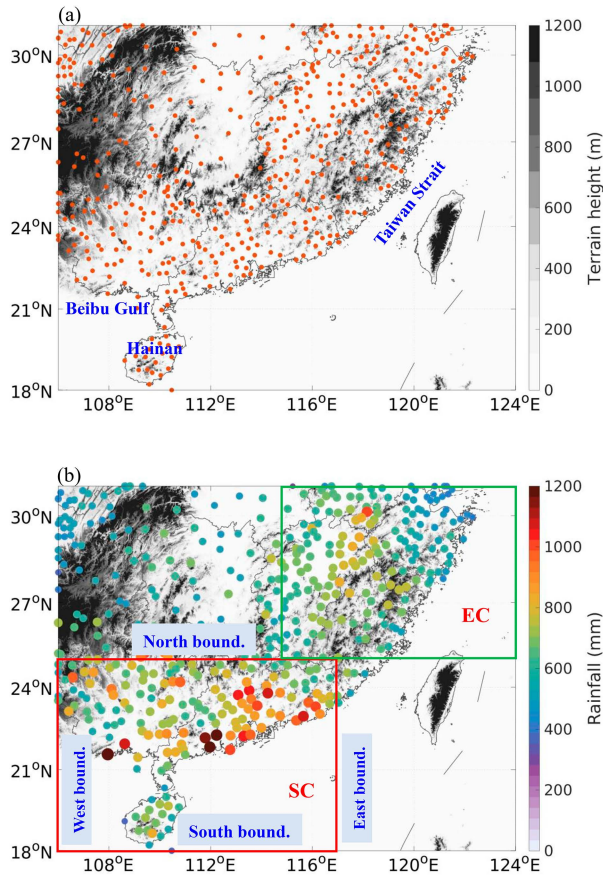 (a)
30°N
27°N
24°N
21°N
18°N
108°E
112°E
116°E
120°E
124°E
Taiwan Strait
Beibu Gulf
Hainan
1200
1000
800
600
400
200
0
Terrain height (m)
(b)
30°N
27°N
24°N
21°N
18°N
108°E
112°E
116°E
120°E
124°E
EC
North bound.
West bound.
SC
East bound.
South bound.
1200
1000
800
600
400
200
0
Rainfall (mm)